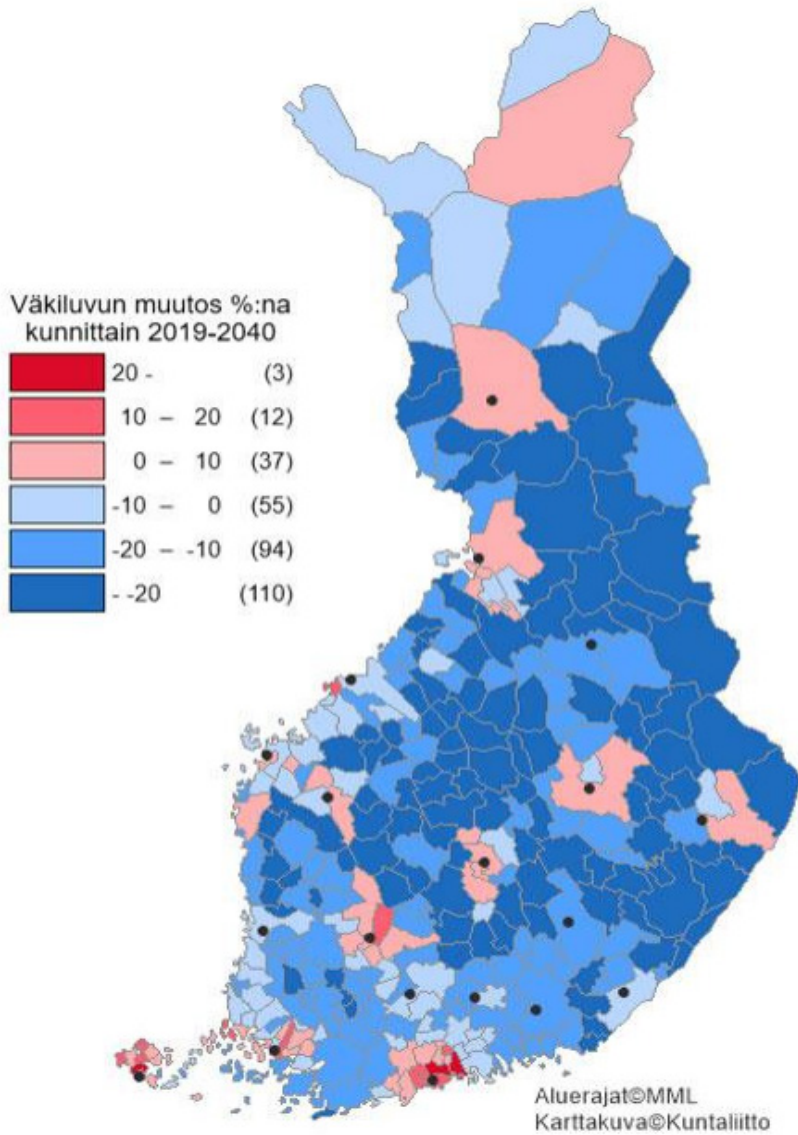 Väkiluvun muutos %:na
kunnittain 2019-2040
20 - (3)
10 – 20 (12)
0 – 10 (37)
-10 – 0 (55)
-20 – -10 (94)
- -20 (110)
Aluerajat©MML
Karttakuva©Kuntaliitto